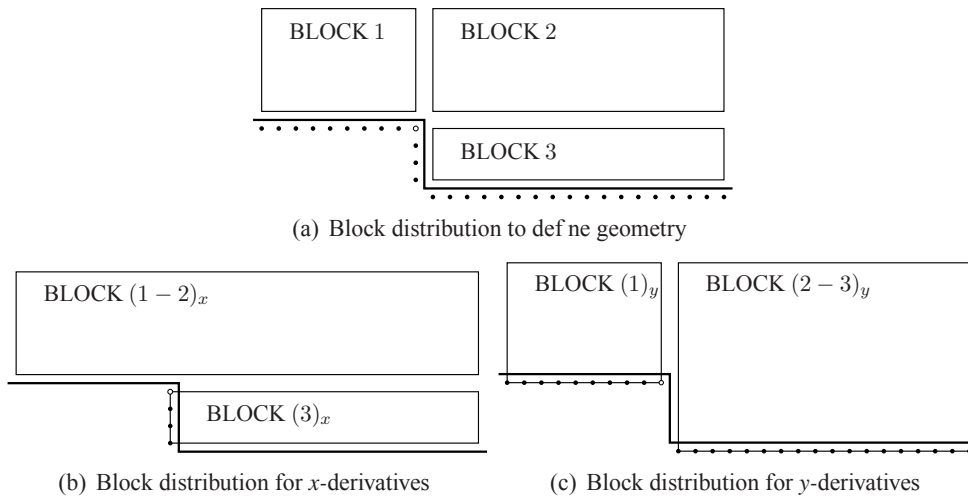 BLOCK 1 BLOCK 2
BLOCK 3
(a) Block distribution to def ne geometry
BLOCK (1 − 2)x
BLOCK (3)x
(b) Block distribution for x-derivatives
BLOCK (1)y BLOCK (2 − 3)y
(c) Block distribution for y-derivatives